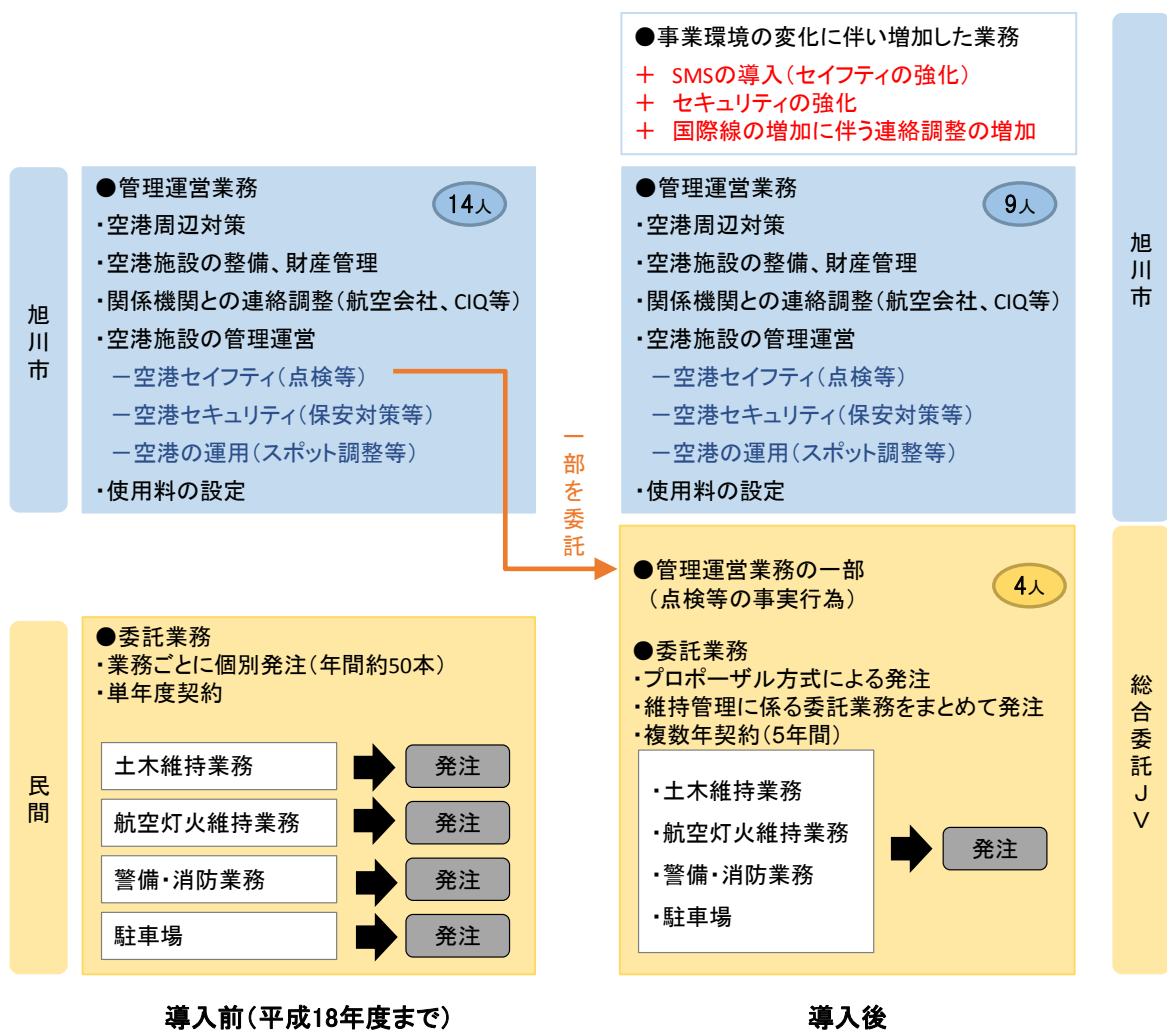 旭川市
●管理運営業務
14人
・空港周辺対策
・空港施設の整備、財産管理
・関係機関との連絡調整(航空会社、CIQ等)
・空港施設の管理運営
－空港セイフティ(点検等)
－空港セキュリティ(保安対策等)
－空港の運用(スポット調整等)
・使用料の設定
一部を委託
民間
●委託業務
・業務ごとに個別発注(年間約50本)
・単年度契約
土木維持業務
発注
航空灯火維持業務
発注
警備・消防業務
発注
駐車場
発注
導入前(平成18年度まで)
●事業環境の変化に伴い増加した業務
＋ SMSの導入(セイフティの強化)
＋ セキュリティの強化
＋ 国際線の増加に伴う連絡調整の増加
●管理運営業務
9人
・空港周辺対策
・空港施設の整備、財産管理
・関係機関との連絡調整(航空会社、CIQ等)
・空港施設の管理運営
－空港セイフティ(点検等)
－空港セキュリティ(保安対策等)
－空港の運用(スポット調整等)
・使用料の設定
旭川市
●管理運営業務の一部
(点検等の事実行為)
4人
●委託業務
・プロポーザル方式による発注
・維持管理に係る委託業務をまとめて発注
・複数年契約(5年間)
・土木維持業務
・航空灯火維持業務
・警備・消防業務
・駐車場
発注
総合委託JV
導入後